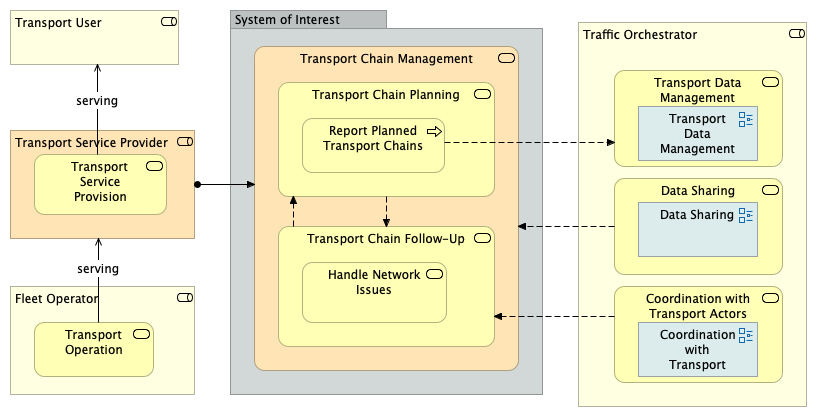 Transport User
serving
Transport Service Provider
Transport
Service
Provision
serving
Fleet Operator
Transport
Operation
System of Interest
Transport Chain Management
Transport Chain Planning
Report Planned
Transport Chains
Transport Chain Follow-Up
Handle Network
Issues
Traffic Orchestrator
Transport Data
Management
Transport
Data
Management
Data Sharing
Data Sharing
Coordination with
Transport Actors
Coordination
with
Transport